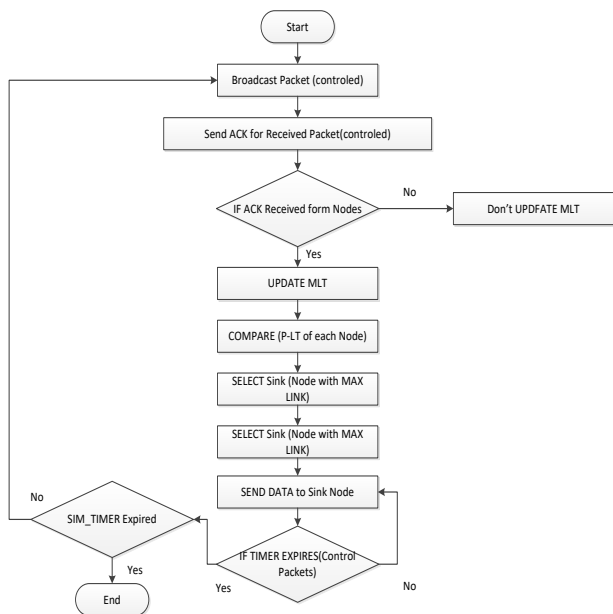 Start
Broadcast Packet (controled)
Send ACK for Received Packet(controled)
IF ACK Received form Nodes
No
Don't UPDFATE MLT
Yes
UPDATE MLT
COMPARE (P-LT of each Node)
SELECT Sink (Node with MAX
LINK)
SELECT Sink (Node with MAX
LINK)
SEND DATA to Sink Node
No
SIM_TIMER Expired
IF TIMER EXPIRES(Control
Packets)
Yes
Yes
No
End